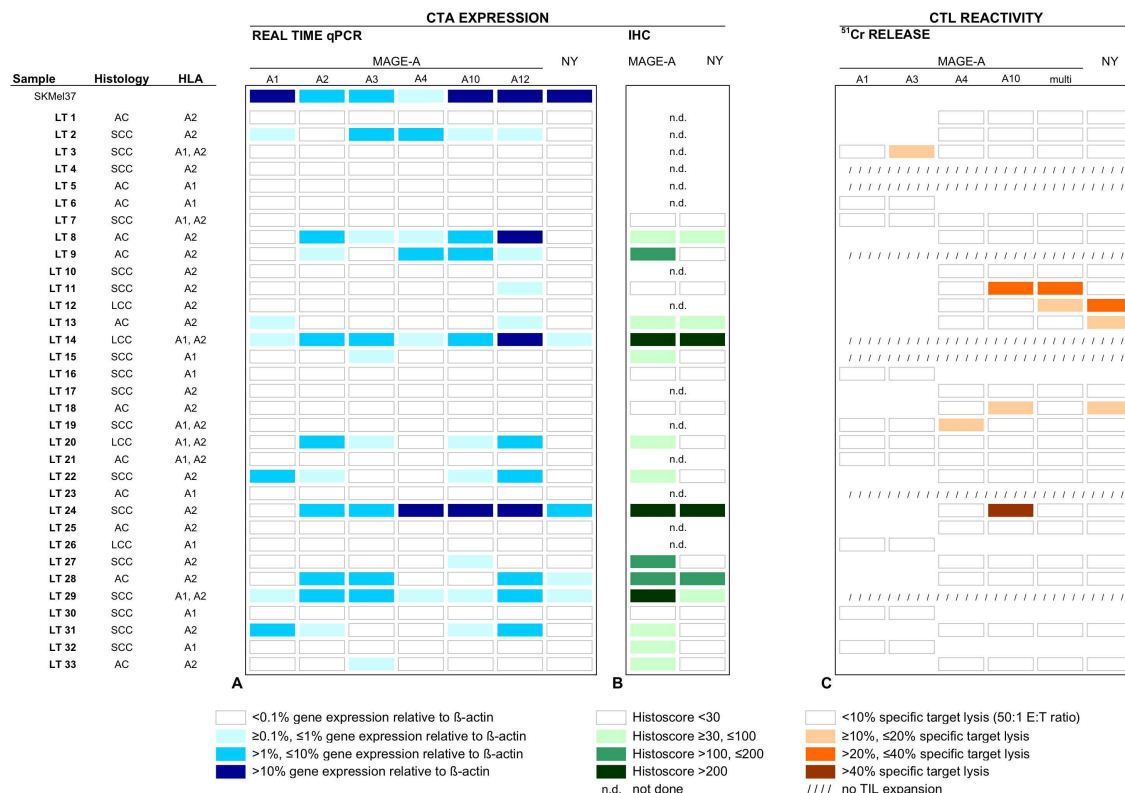 CTA EXPRESSION CTL REACTIVITY
REAL TIME qPCR IHC ⁵¹Cr RELEASE
MAGE-A NY MAGE-A NY MAGE-A NY
Sample Histology HLA A1 A2 A3 A4 A10 A12 A1 A3 A4 A10 multi
SKMel37
LT 1 AC A2 n.d.
LT 2 SCC A2 n.d.
LT 3 SCC A1, A2 n.d.
LT 4 SCC A2 n.d. / / / / / / / / / / / / / / / / / / / / / / / / / / / / / /
LT 5 AC A1 n.d. / / / / / / / / / / / / / / / / / / / / / / / / / / / / / /
LT 6 AC A1 n.d.
LT 7 SCC A1, A2
LT 8 AC A2
LT 9 AC A2 / / / / / / / / / / / / / / / / / / / / / / / / / / / / / /
LT 10 SCC A2 n.d.
LT 11 SCC A2
LT 12 LCC A2 n.d.
LT 13 AC A2
LT 14 LCC A1, A2 / / / / / / / / / / / / / / / / / / / / / / / / / / / / / /
LT 15 SCC A1 / / / / / / / / / / / / / / / / / / / / / / / / / / / / / /
LT 16 SCC A1
LT 17 SCC A2 n.d.
LT 18 AC A2
LT 19 SCC A1, A2 n.d.
LT 20 LCC A1, A2
LT 21 AC A1, A2 n.d.
LT 22 SCC A2
LT 23 AC A1 n.d. / / / / / / / / / / / / / / / / / / / / / / / / / / / / / /
LT 24 SCC A2
LT 25 AC A2 n.d.
LT 26 LCC A1 n.d.
LT 27 SCC A2
LT 28 AC A2
LT 29 SCC A1, A2 / / / / / / / / / / / / / / / / / / / / / / / / / / / / / /
LT 30 SCC A1
LT 31 SCC A2
LT 32 SCC A1
LT 33 AC A2
A B C
<0.1% gene expression relative to ß-actin Histoscore <30 <10% specific target lysis (50:1 E:T ratio)
≥0.1%, ≤1% gene expression relative to ß-actin Histoscore ≥30, ≤100 ≥10%, ≤20% specific target lysis
>1%, ≤10% gene expression relative to ß-actin Histoscore >100, ≤200 >20%, ≤40% specific target lysis
>10% gene expression relative to ß-actin Histoscore >200 >40% specific target lysis
n.d. not done / / / / no TIL expansion